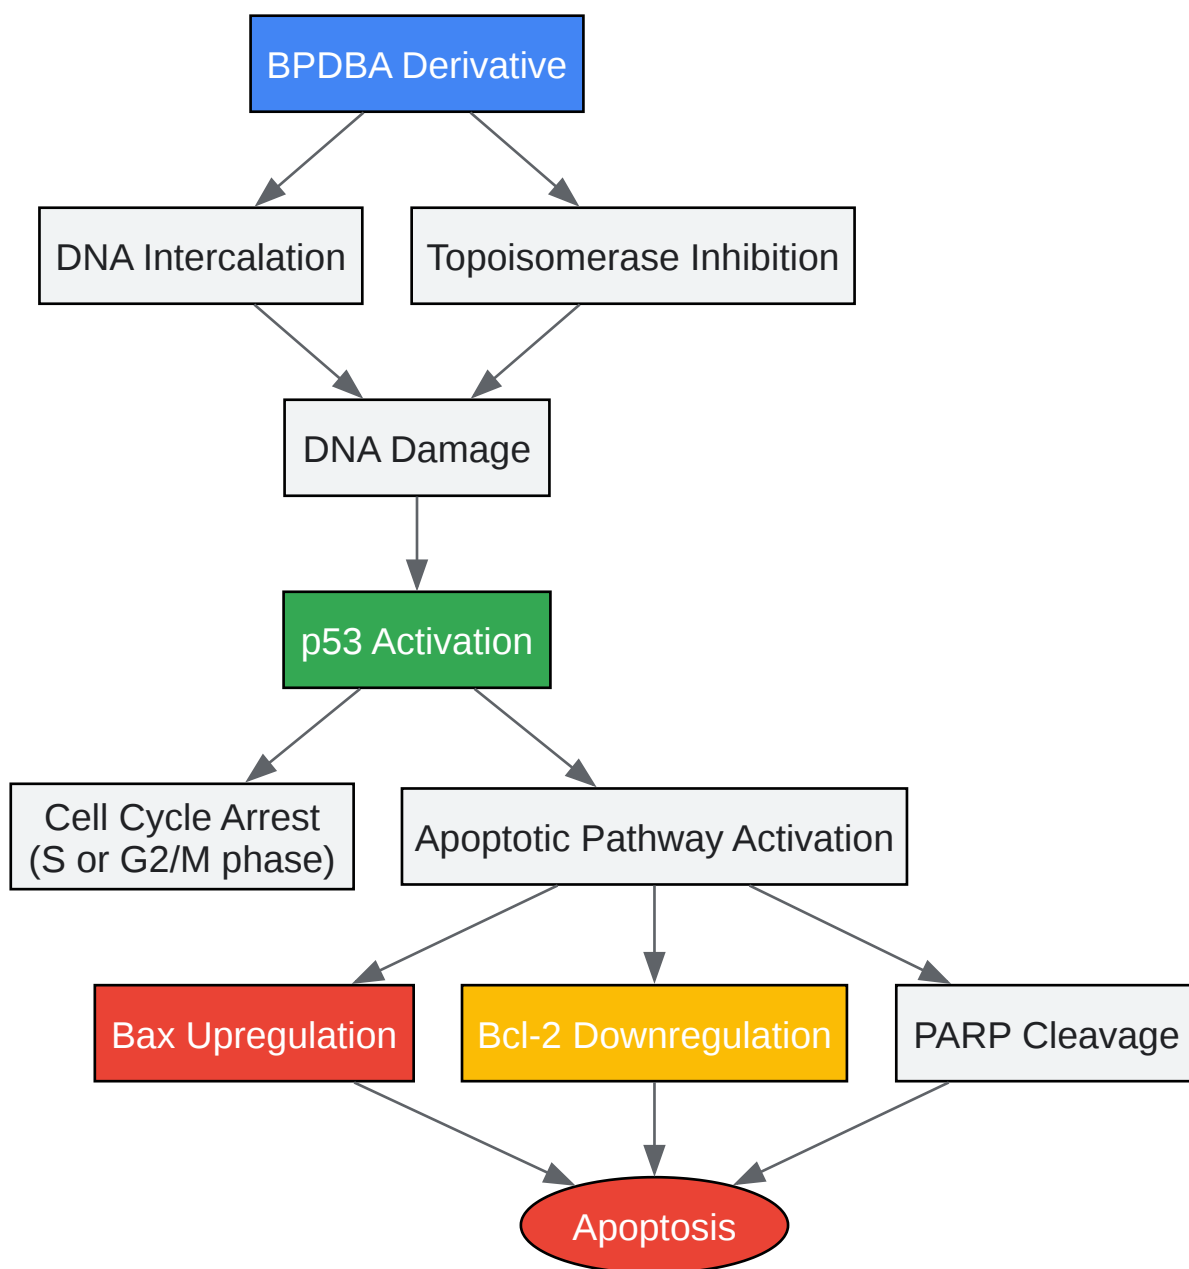 BPDBA Derivative
DNA Intercalation
Topoisomerase Inhibition
DNA Damage
p53 Activation
Cell Cycle Arrest
(S or G2/M phase)
Apoptotic Pathway Activation
Bax Upregulation
Bcl-2 Downregulation
PARP Cleavage
Apoptosis